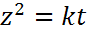 z² = kt